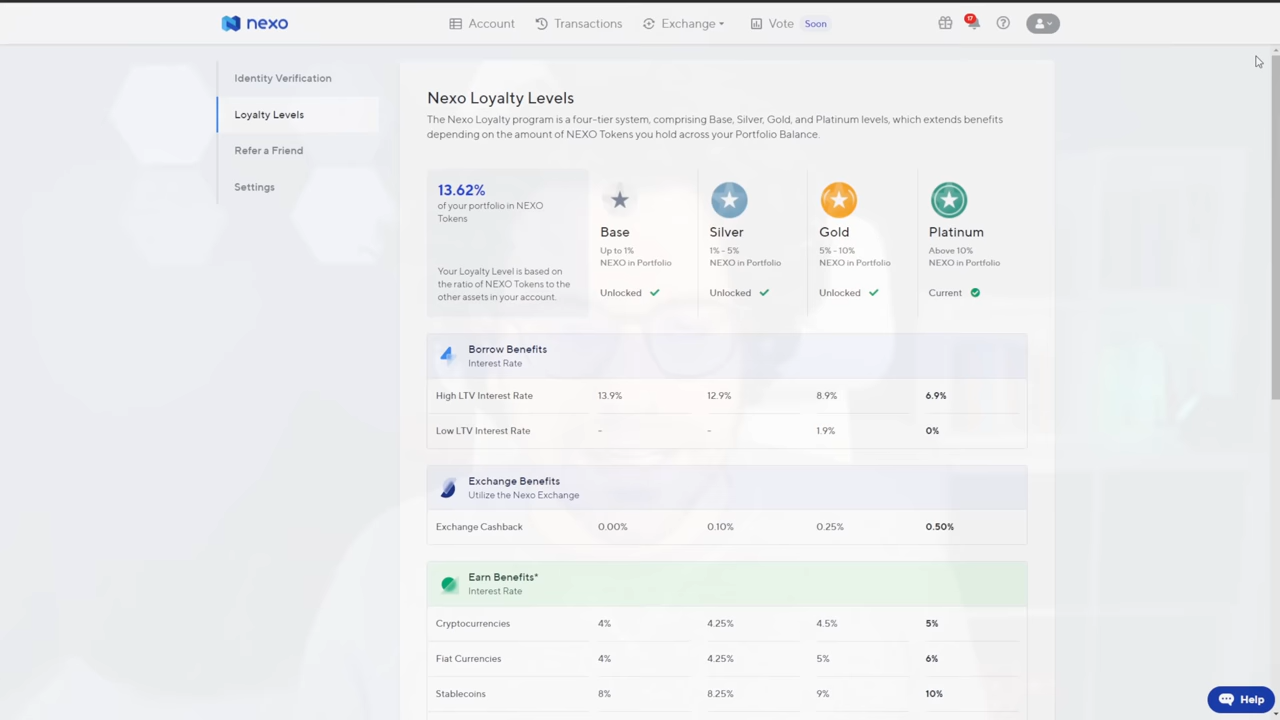 nexo
Account
Transactions
Exchange
Vote
Soon
17
Identity Verification
Loyalty Levels
Refer a Friend
Settings
Nexo Loyalty Levels
The Nexo Loyalty program is a four-tier system, comprising Base, Silver, Gold, and Platinum levels, which extends benefits
depending on the amount of NEXO Tokens you hold across your Portfolio Balance.
13.62%
of your portfolio in NEXO
Tokens
Your Loyalty Level is based on
the ratio of NEXO Tokens to the
other assets in your account.
Base
Up to 1%
NEXO in Portfolio
Unlocked
Silver
1% - 5%
NEXO in Portfolio
Unlocked
Gold
5% - 10%
NEXO in Portfolio
Unlocked
Platinum
Above 10%
NEXO in Portfolio
Current
Borrow Benefits
Interest Rate
High LTV Interest Rate 13.9% 12.9% 8.9% 6.9%
Low LTV Interest Rate - - 1.9% 0%
Exchange Benefits
Utilize the Nexo Exchange
Exchange Cashback 0.00% 0.10% 0.25% 0.50%
Earn Benefits*
Interest Rate
Cryptocurrencies 4% 4.25% 4.5% 5%
Fiat Currencies 4% 4.25% 5% 6%
Stablecoins 8% 8.25% 9% 10%
Help